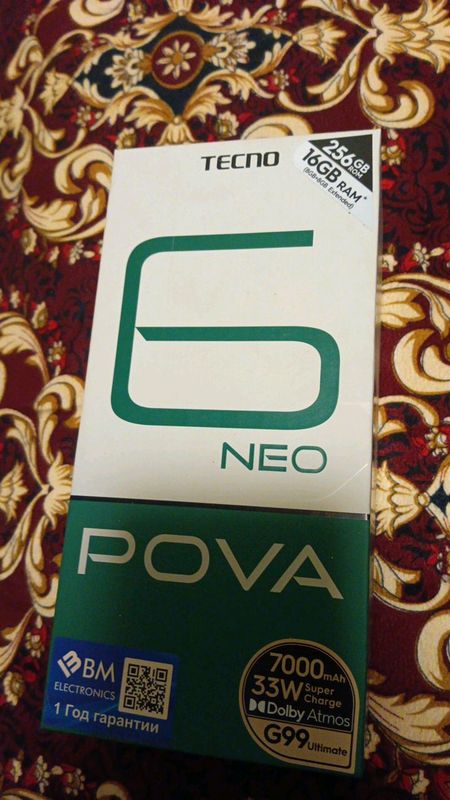 TECNO
256GB
ROM
16GB RAM*
(8GB+8GB Extended)
6
NEO
POVA
BM
ELECTRONICS
1 Год гарантии
7000mAh
33W Super Charge
Dolby Atmos
G99 Ultimate